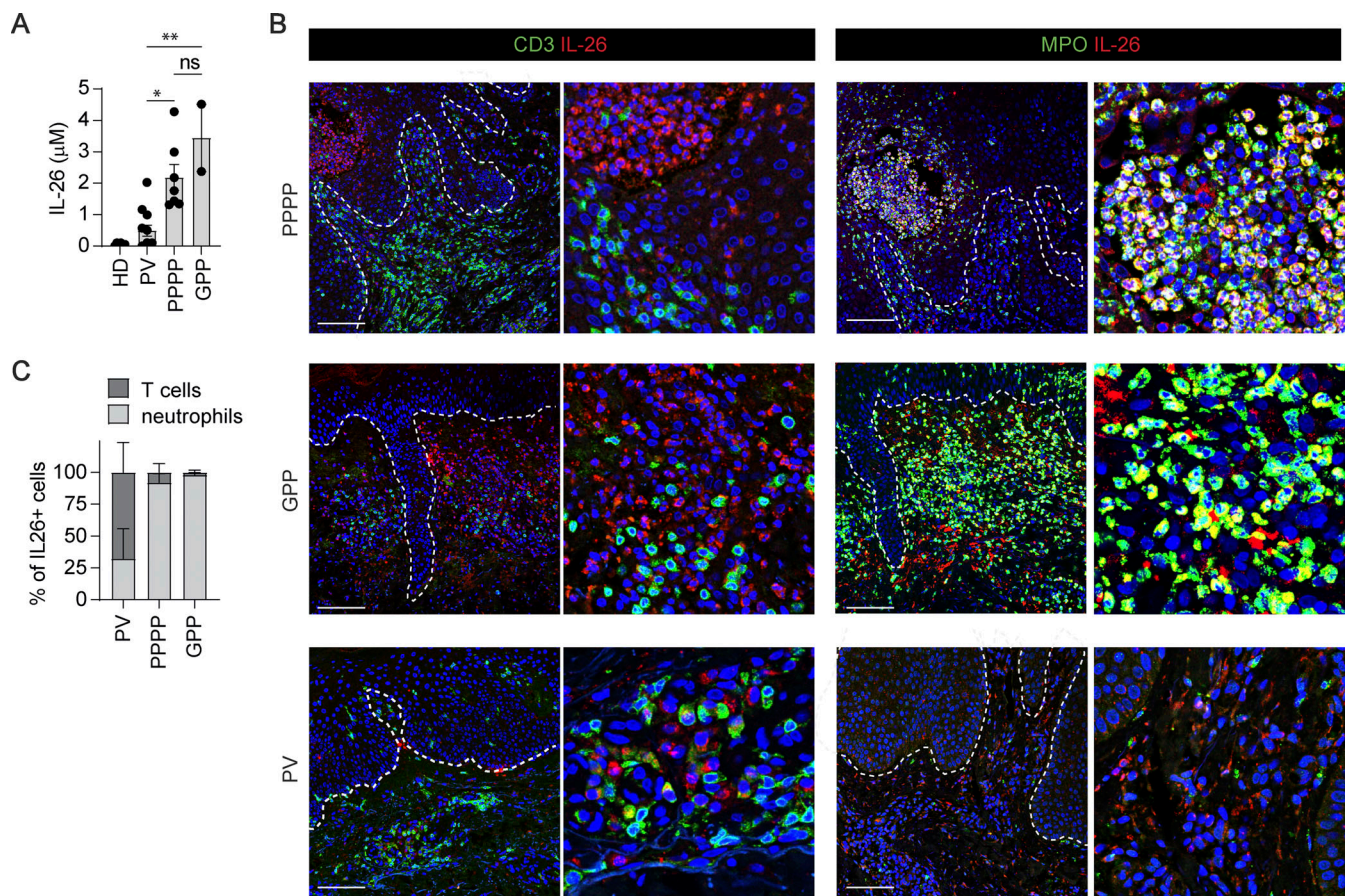 A
**
ns
*
5
4
3
2
1
0
IL-26 (μM)
HD
PV
PPPP
GPP
B
CD3 IL-26
MPO IL-26
PPPP
GPP
PV
C
T cells
neutrophils
100
75
50
25
0
% of IL26+ cells
PV
PPPP
GPP